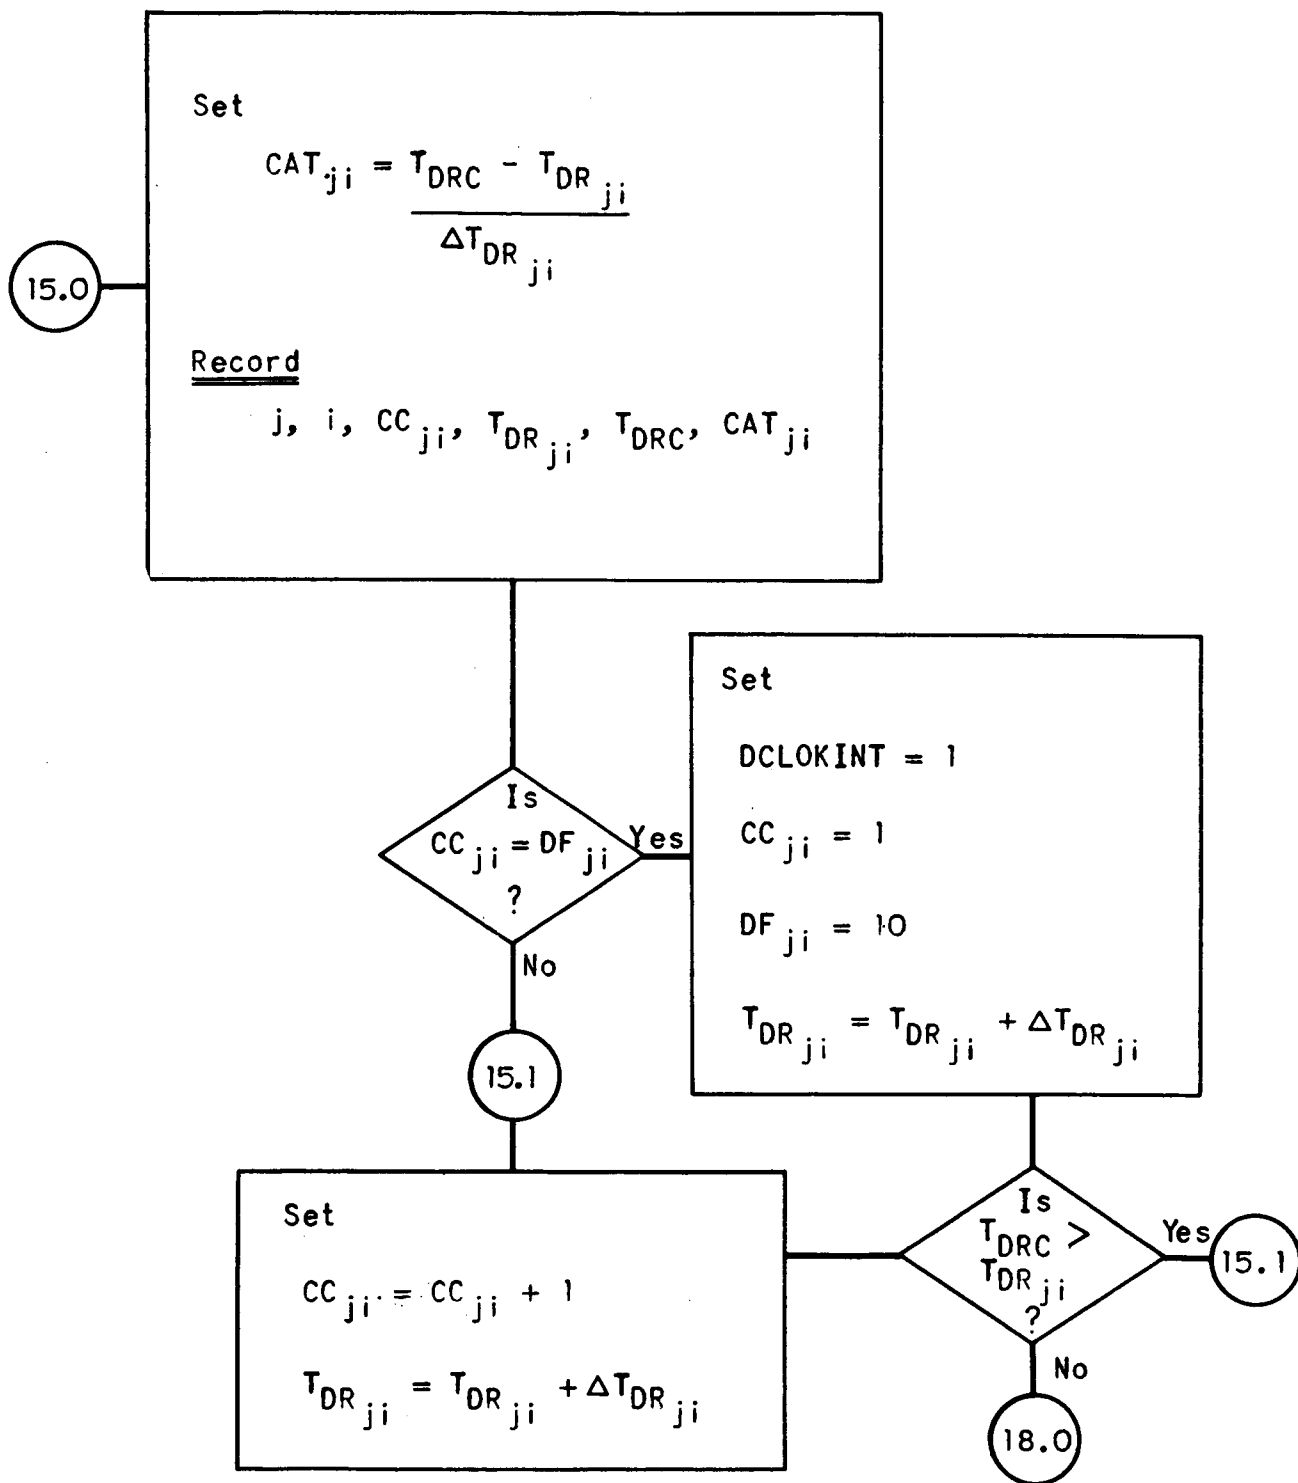 Set
CAT_ji = T_DRC - T_DR_ji
ΔT_DR_ji
15.0
Record
j, i, CC_ji, T_DR_ji, T_DRC, CAT_ji
Is
CC_ji = DF_ji
?
Yes
No
15.1
Set
DCLOKINT = 1
CC_ji = 1
DF_ji = 10
T_DR_ji = T_DR_ji + ΔT_DR_ji
Set
CC_ji = CC_ji + 1
T_DR_ji = T_DR_ji + ΔT_DR_ji
Is
T_DRC >
T_DR_ji
?
Yes
15.1
No
18.0